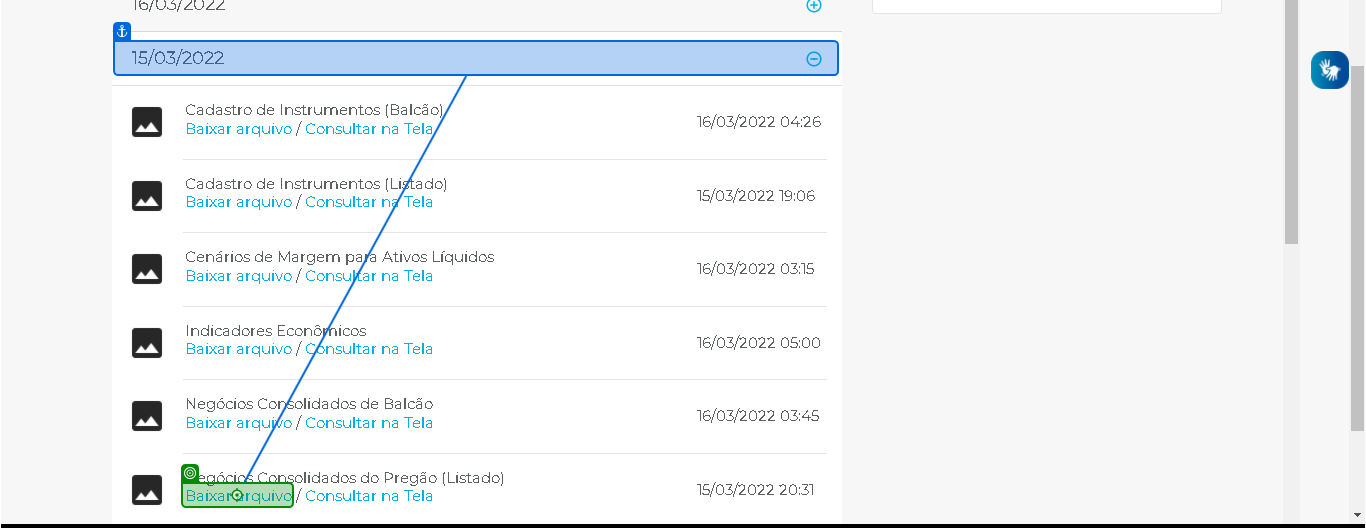 16/03/2022
15/03/2022
Cadastro de Instrumentos (Balcão)
Baixar arquivo / Consultar na Tela
16/03/2022 04:26
Cadastro de Instrumentos (Listado)
Baixar arquivo / Consultar na Tela
15/03/2022 19:06
Cenários de Margem para Ativos Líquidos
Baixar arquivo / Consultar na Tela
16/03/2022 03:15
Indicadores Econômicos
Baixar arquivo / Consultar na Tela
16/03/2022 05:00
Negócios Consolidados de Balcão
Baixar arquivo / Consultar na Tela
16/03/2022 03:45
Negócios Consolidados do Pregão (Listado)
Baixar arquivo / Consultar na Tela
15/03/2022 20:31